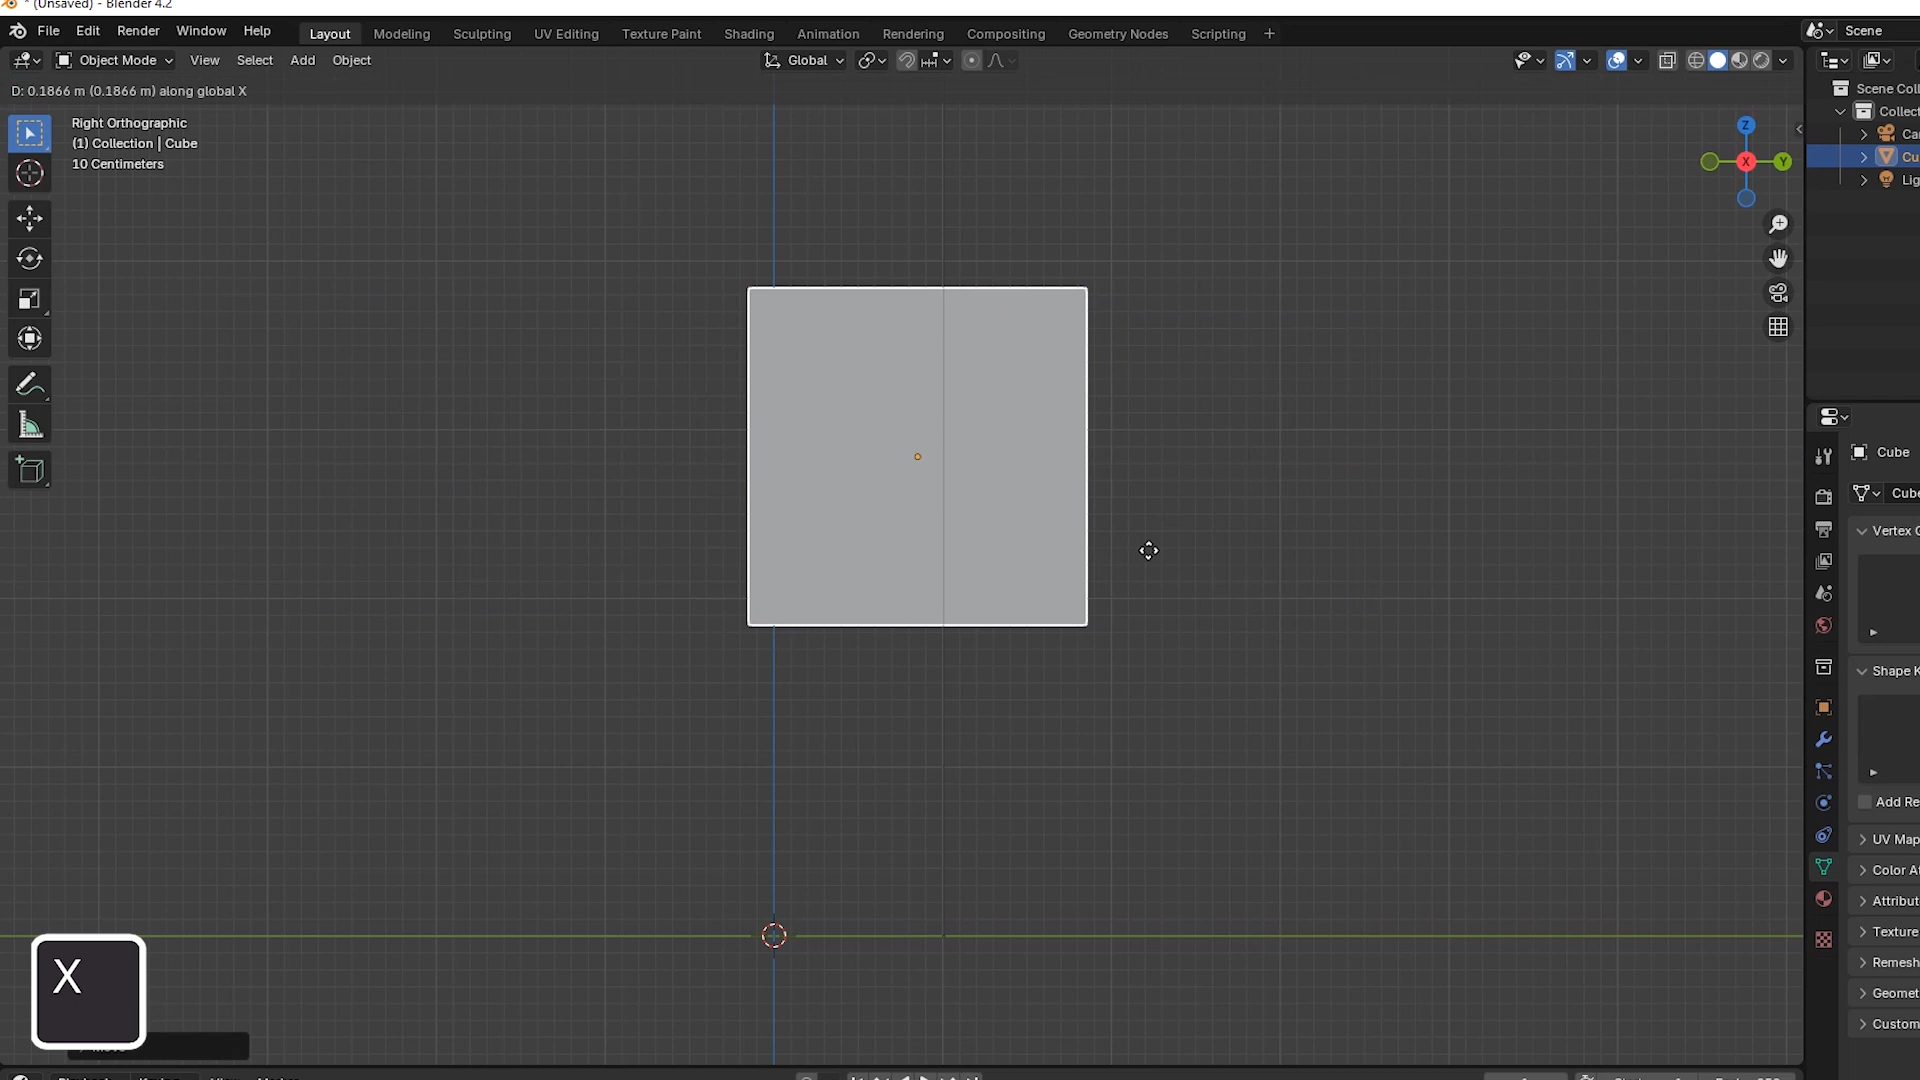 * (Unsaved) - Blender 4.2
File Edit Render Window Help Layout Modeling Sculpting UV Editing Texture Paint Shading Animation Rendering Compositing Geometry Nodes Scripting + Scene
Object Mode View Select Add Object Global
D: 0.1866 m (0.1866 m) along global X
Scene Coll
Right Orthographic
(1) Collection | Cube
10 Centimeters
Collect
Ca
Cu
Lig
Z
X
Y
Cube
Cube
Vertex G
Shape K
Add Re
UV Map
Color At
Attribut
Texture
Remesh
Geomet
Custom
X